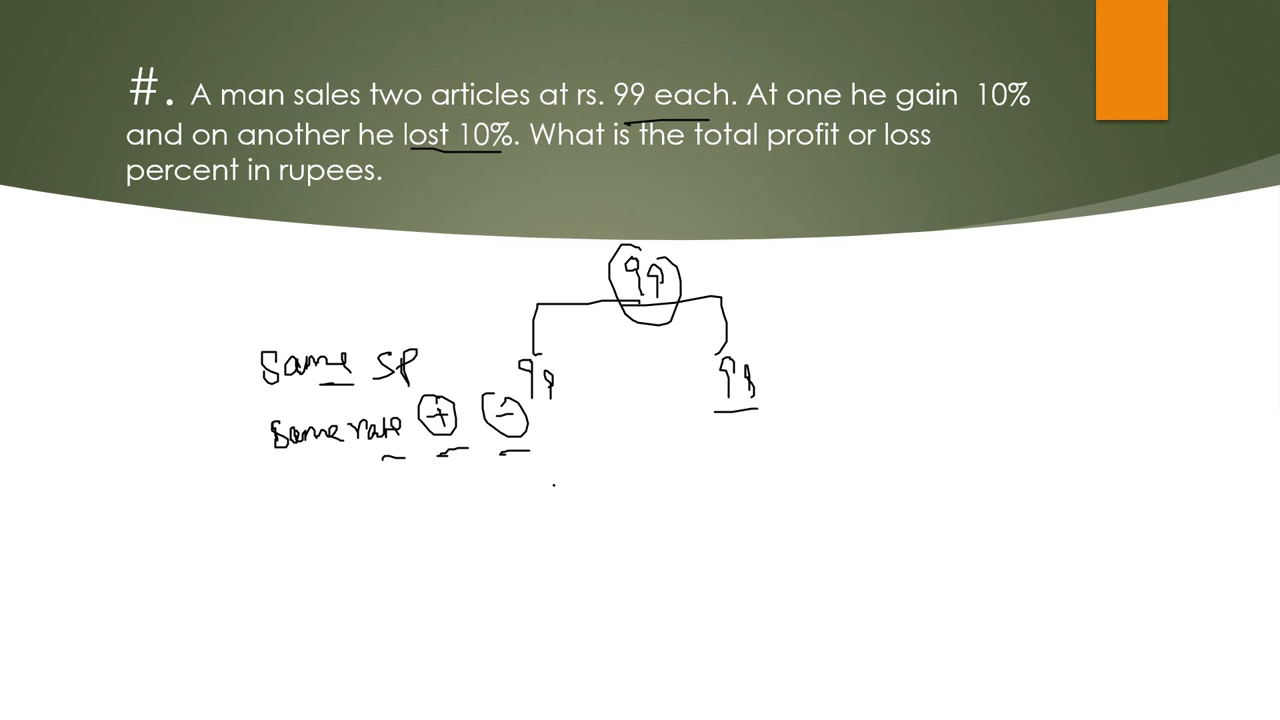 #. A man sales two articles at rs. 99 each. At one he gain 10%
and on another he lost 10%. What is the total profit or loss
percent in rupees.
99
99 99
Same SP
Same rate + -